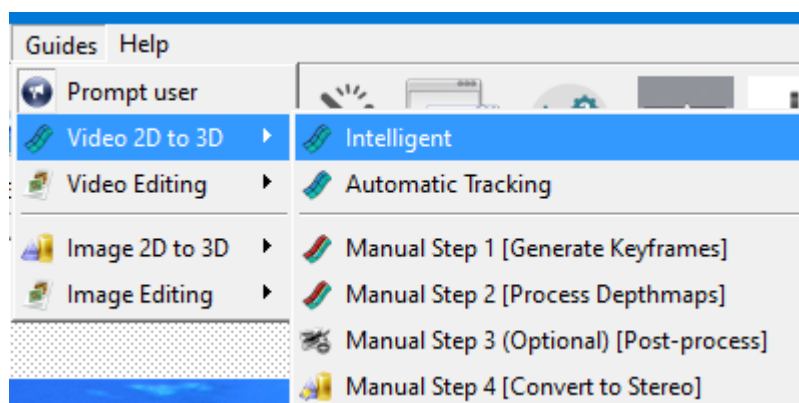 Guides Help
Prompt user
Video 2D to 3D
Video Editing
Image 2D to 3D
Image Editing
Intelligent
Automatic Tracking
Manual Step 1 [Generate Keyframes]
Manual Step 2 [Process Depthmaps]
Manual Step 3 (Optional) [Post-process]
Manual Step 4 [Convert to Stereo]